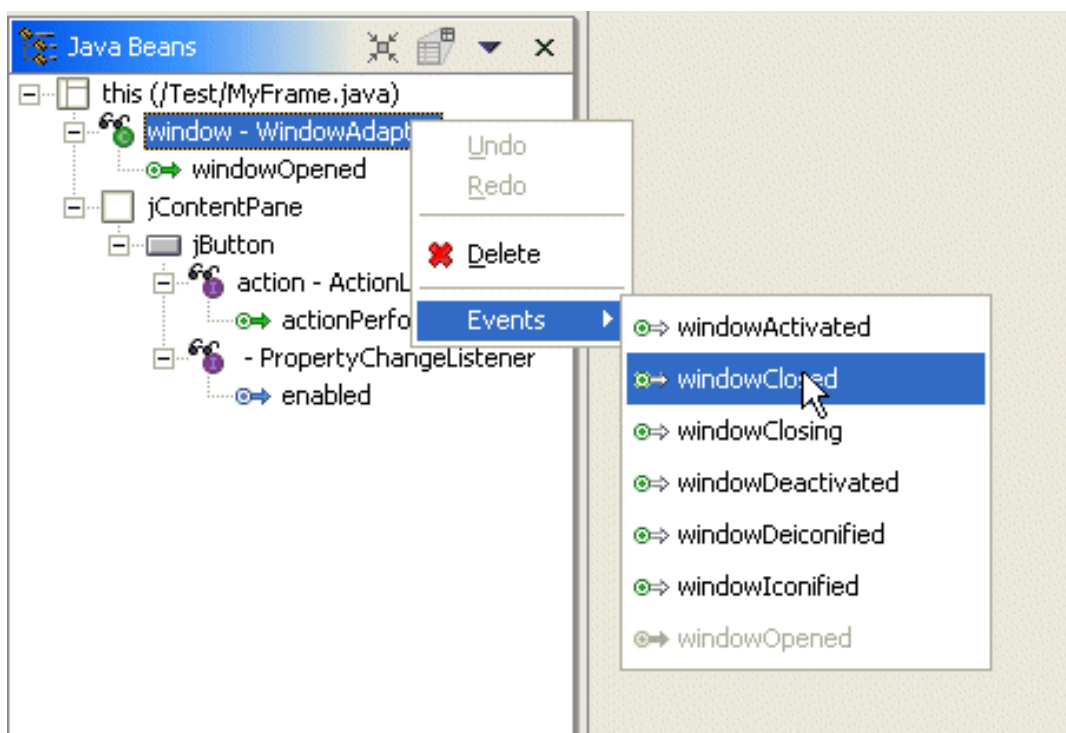 Java Beans
this (/Test/MyFrame.java)
window - WindowAdapt
windowOpened
jContentPane
jButton
action - ActionL
actionPerfo
- PropertyChangeListener
enabled
Undo
Redo
Delete
Events
windowActivated
windowClosed
windowClosing
windowDeactivated
windowDeiconified
windowIconified
windowOpened